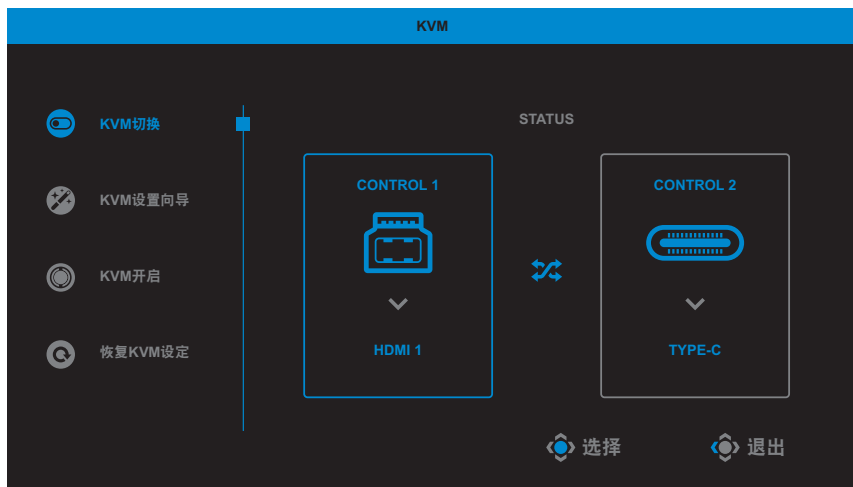 KVM
KVM切换
KVM设置向导
KVM开启
恢复KVM设定
STATUS
CONTROL 1
HDMI 1
CONTROL 2
TYPE-C
选择
退出